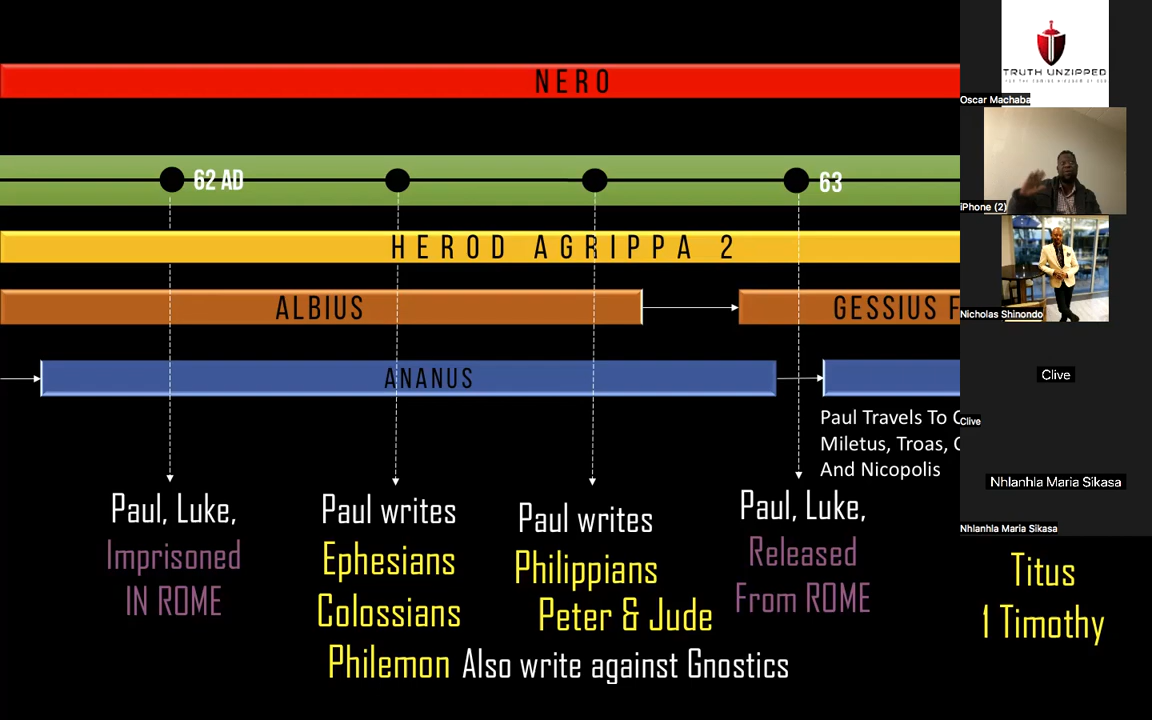 NERO
62 AD
63
HEROD AGRIPPA 2
ALBIUS
GESSIUS F
ANANUS
Paul Travels To C
Miletus, Troas, C
And Nicopolis
Paul, Luke,
Imprisoned
IN ROME
Paul writes
Ephesians
Colossians
Philemon
Paul writes
Philippians
Peter & Jude
Also write against Gnostics
Paul, Luke,
Released
From ROME
Titus
1 Timothy
TRUTH UNZIPPED
Oscar Machaba
iPhone (2)
Nicholas Shinondo
Clive
Clive
Nhlanhla Maria Sikasa
Nhlanhla Maria Sikasa